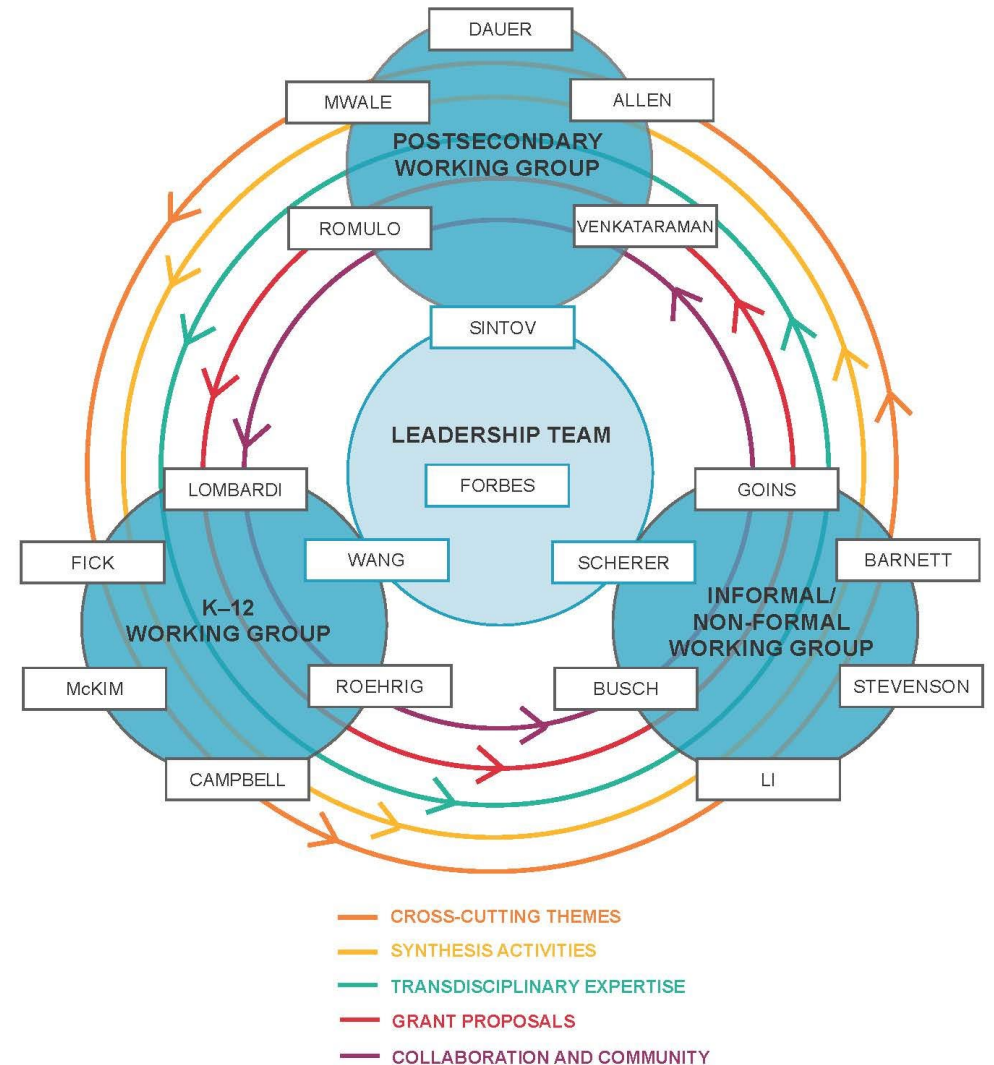 DAUER
MWALE
ALLEN
POSTSECONDARY
WORKING GROUP
ROMULO
VENKATARAMAN
SINTOV
LEADERSHIP TEAM
FORBES
LOMBARDI
GOINS
FICK
WANG
SCHERER
BARNETT
K–12
WORKING GROUP
INFORMAL/
NON-FORMAL
WORKING GROUP
McKIM
ROEHRIG
BUSCH
STEVENSON
CAMPBELL
LI
CROSS-CUTTING THEMES
SYNTHESIS ACTIVITIES
TRANSDISCIPLINARY EXPERTISE
GRANT PROPOSALS
COLLABORATION AND COMMUNITY